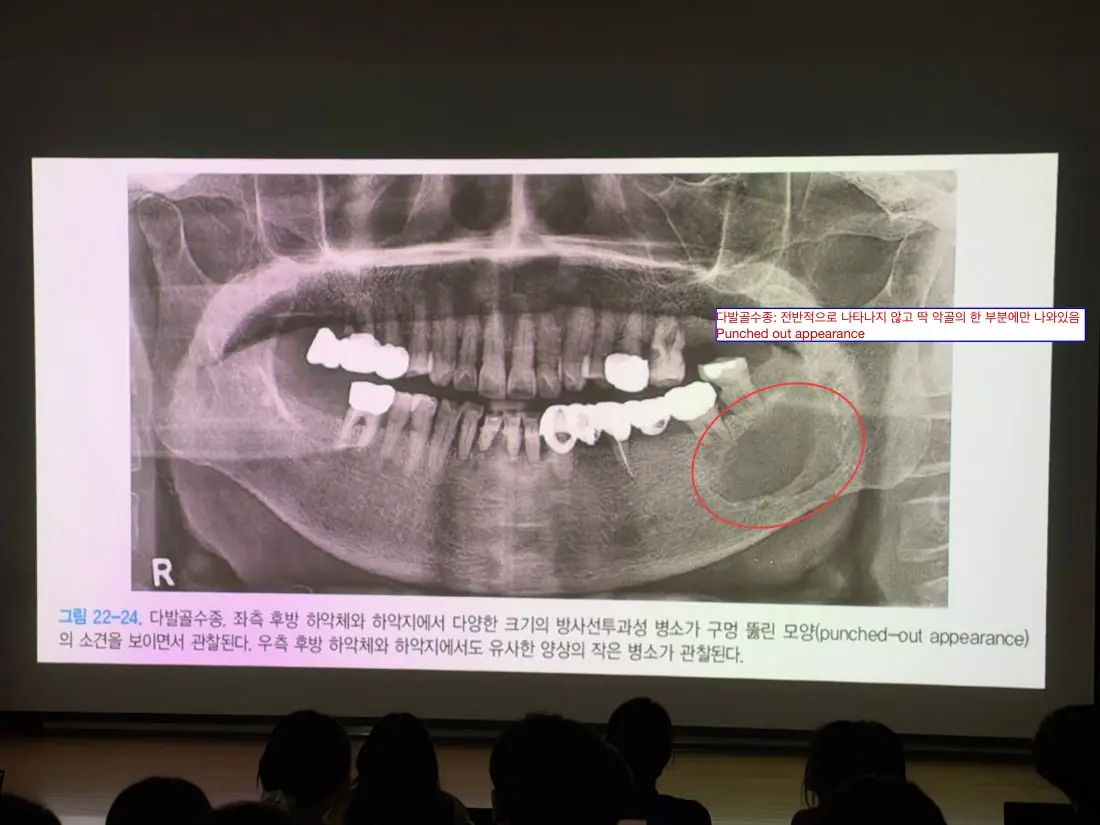 다발골수종: 전반적으로 나타나지 않고 딱 악골의 한 부분에만 나와있음
Punched out appearance
R
그림 22-24. 다발골수종. 좌측 후방 하악체와 하악지에서 다양한 크기의 방사선투과성 병소가 구멍 뚫린 모양(punched-out appearance)
의 소견을 보이면서 관찰된다. 우측 후방 하악체와 하악지에서도 유사한 양상의 작은 병소가 관찰된다.